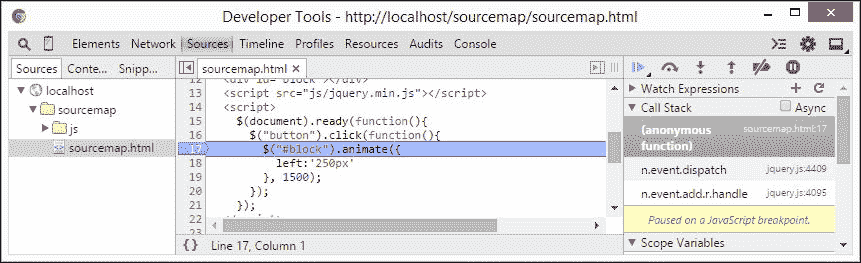 Developer Tools - http://localhost/sourcemap/sourcemap.html
Elements Network Sources Timeline Profiles Resources Audits Console
Sources Conte... Snipp...
localhost
sourcemap
js
sourcemap.html
sourcemap.html ×
12 <div id="block"></div>
13 <script src="js/jquery.min.js"></script>
14 <script>
15 $(document).ready(function(){
16 $("button").click(function(){
17 $("#block").animate({
18 left:'250px'
19 }, 1500);
20 });
21 });
22
23
{} Line 17, Column 1
Watch Expressions
Call Stack Async
(anonymous function) sourcemap.html:17
n.event.dispatch jquery.js:4409
n.event.add.r.handle jquery.js:4095
Paused on a JavaScript breakpoint.
Scope Variables